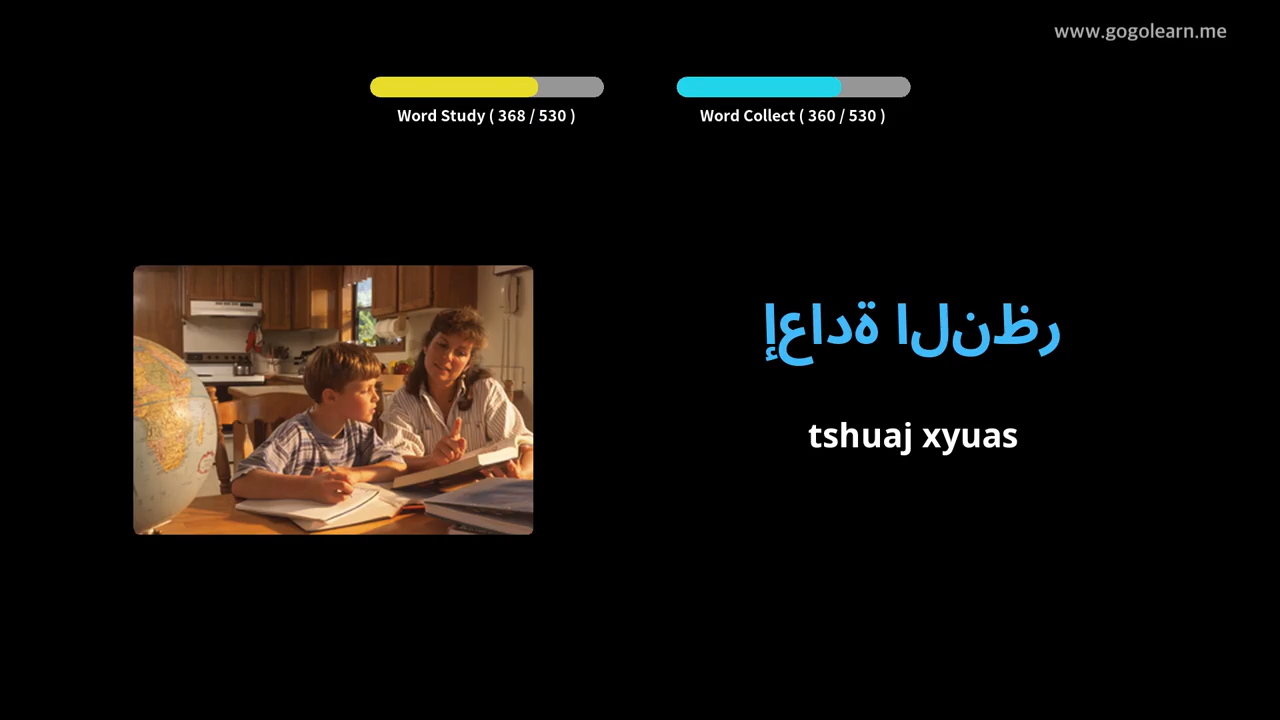 www.gogolearn.me
Word Study ( 368 / 530 )
Word Collect ( 360 / 530 )
إعادة النظر
tshuaj xyuas